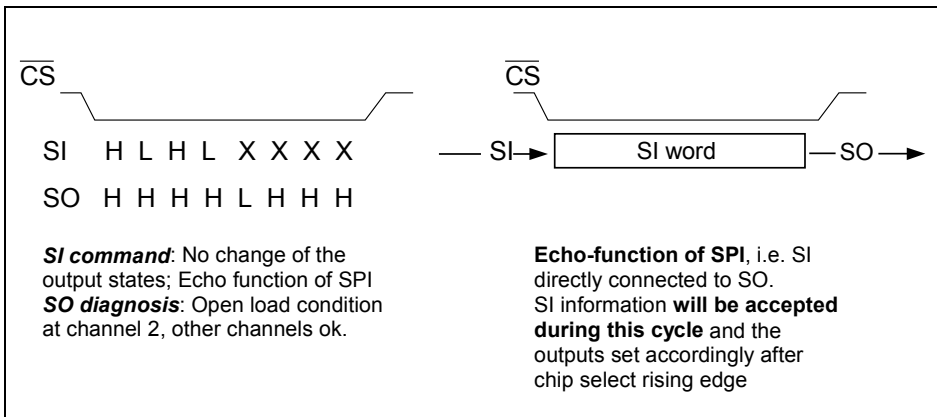 CS
SI H L H L X X X X
SO H H H H L H H H
SI command: No change of the
output states; Echo function of SPI
SO diagnosis: Open load condition
at channel 2, other channels ok.
CS
SI SI word SO
Echo-function of SPI, i.e. SI
directly connected to SO.
SI information will be accepted
during this cycle and the
outputs set accordingly after
chip select rising edge